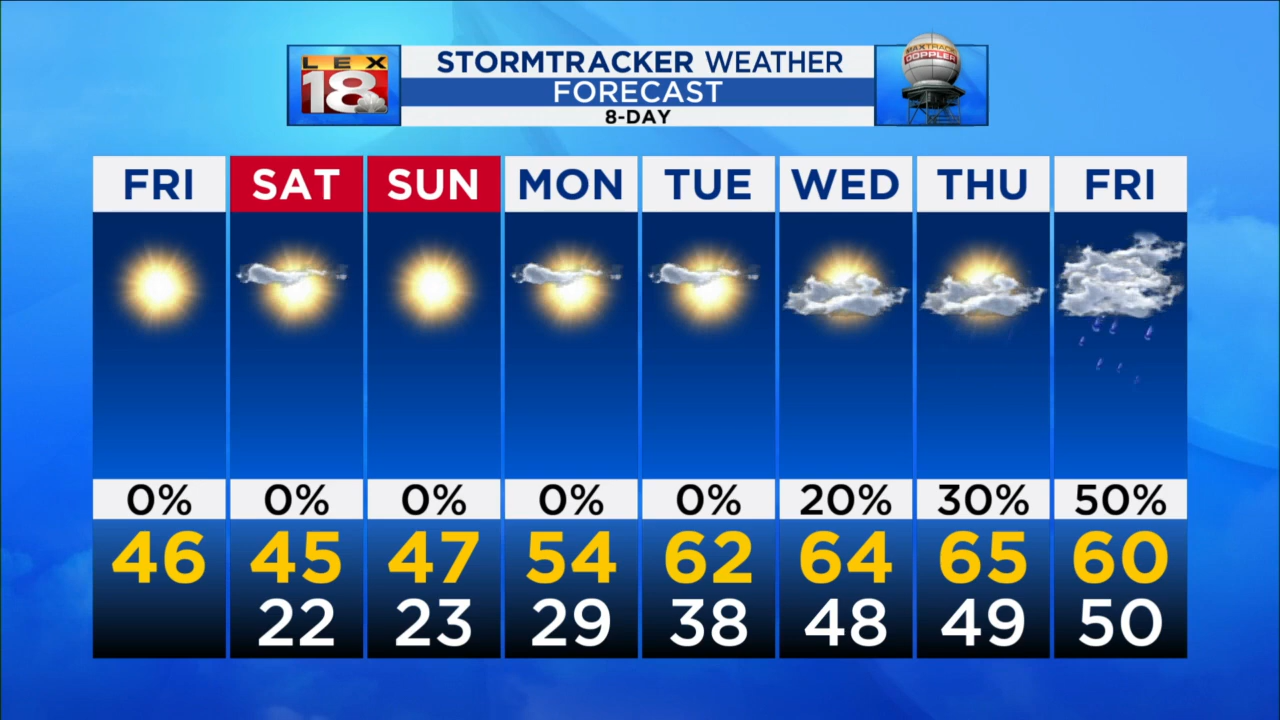 LEX
18
STORMTRACKER WEATHER
FORECAST
8-DAY
MAXTRACK
DOPPLER
FRI SAT SUN MON TUE WED THU FRI
0% 0% 0% 0% 0% 20% 30% 50%
46 45 47 54 62 64 65 60
22 23 29 38 48 49 50